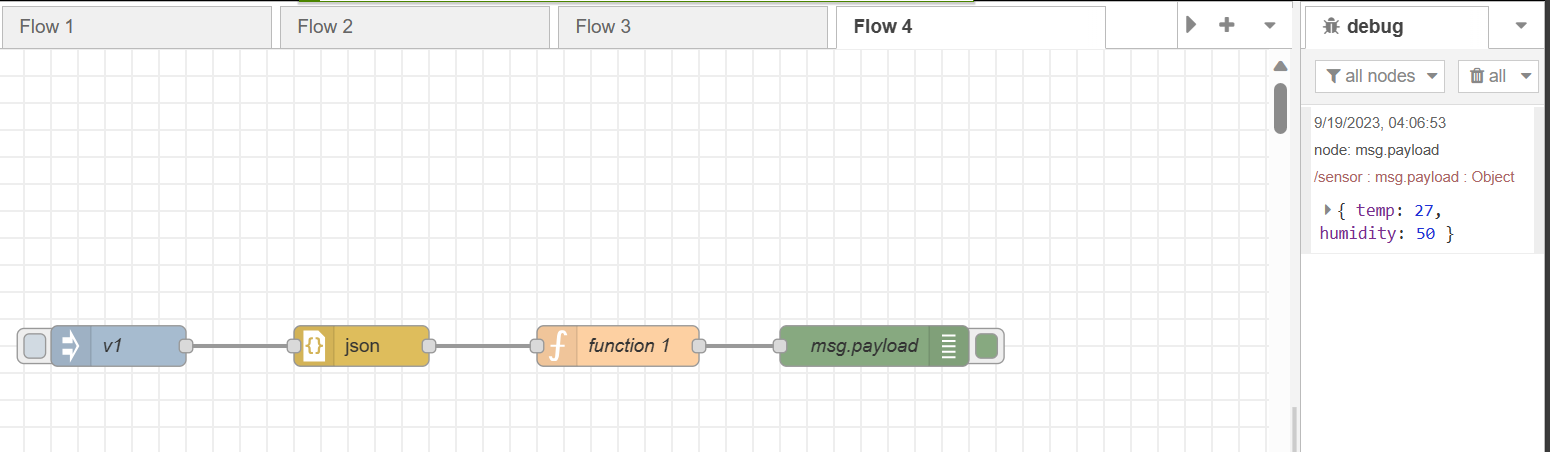 Flow 1
Flow 2
Flow 3
Flow 4
debug
all nodes
all
9/19/2023, 04:06:53
node: msg.payload
/sensor : msg.payload : Object
{ temp: 27,
humidity: 50 }
v1
{} json
function 1
msg.payload